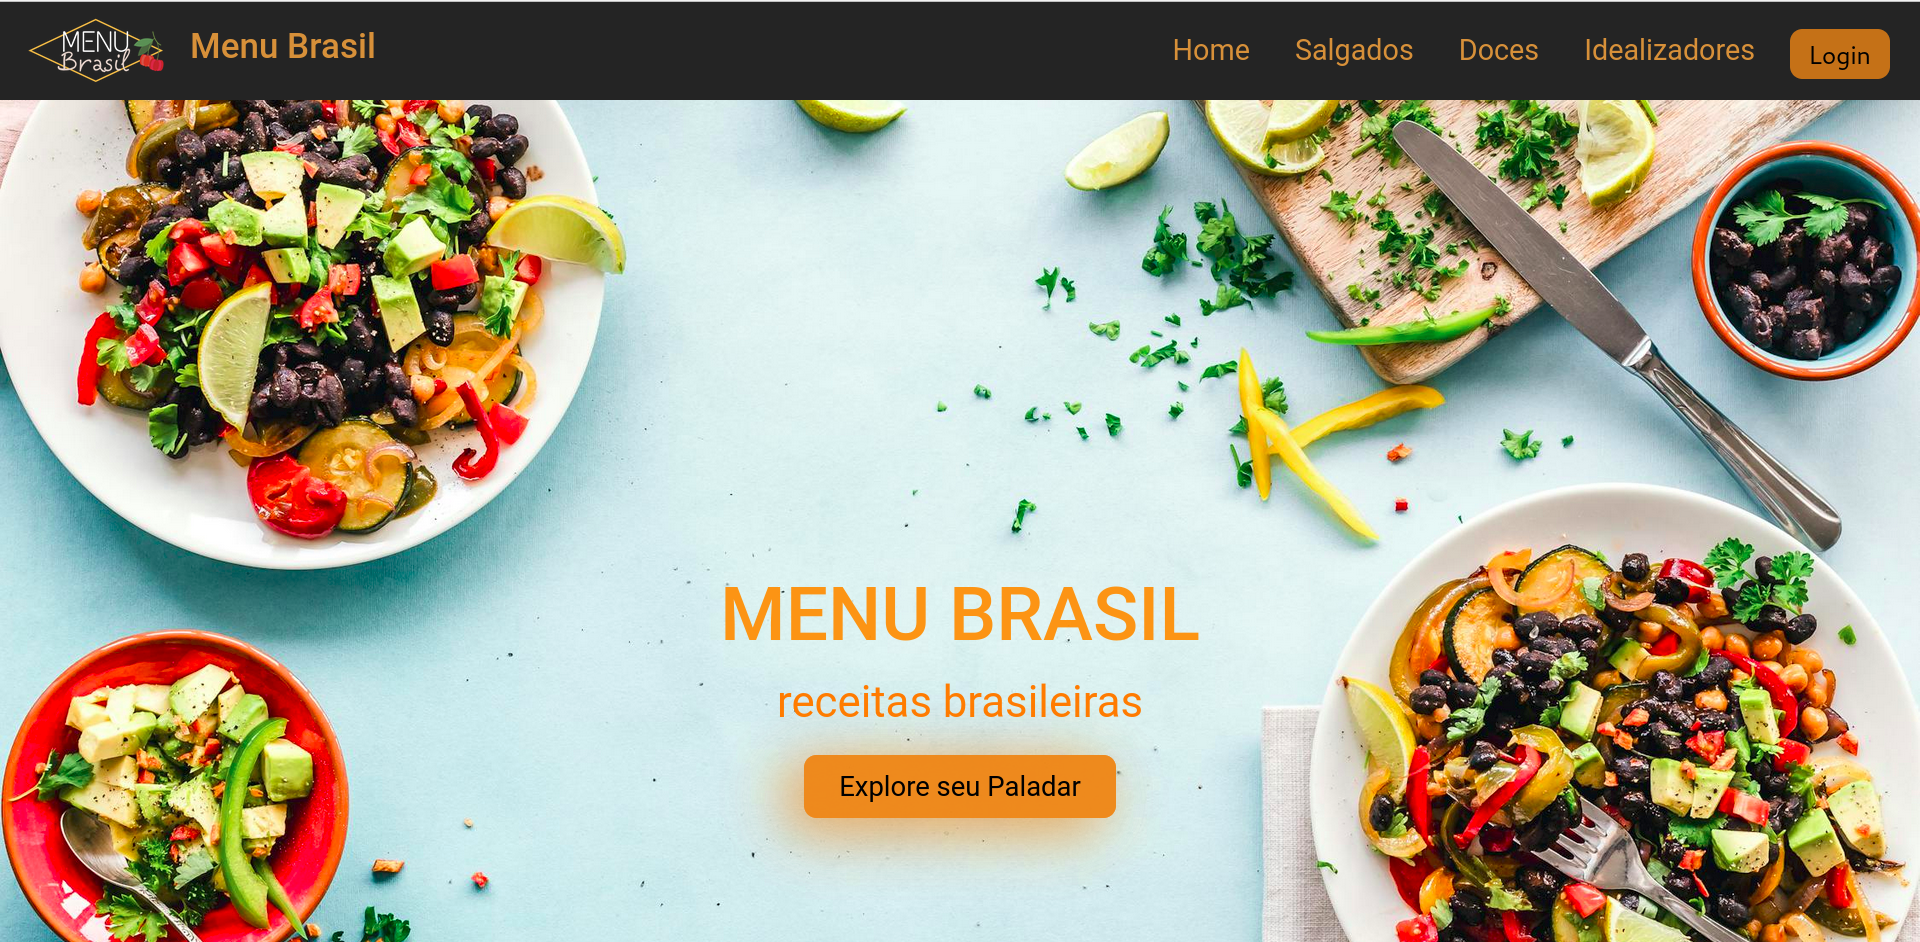 MENU
Brasil
Menu Brasil
Home
Salgados
Doces
Idealizadores
Login
MENU BRASIL
receitas brasileiras
Explore seu Paladar